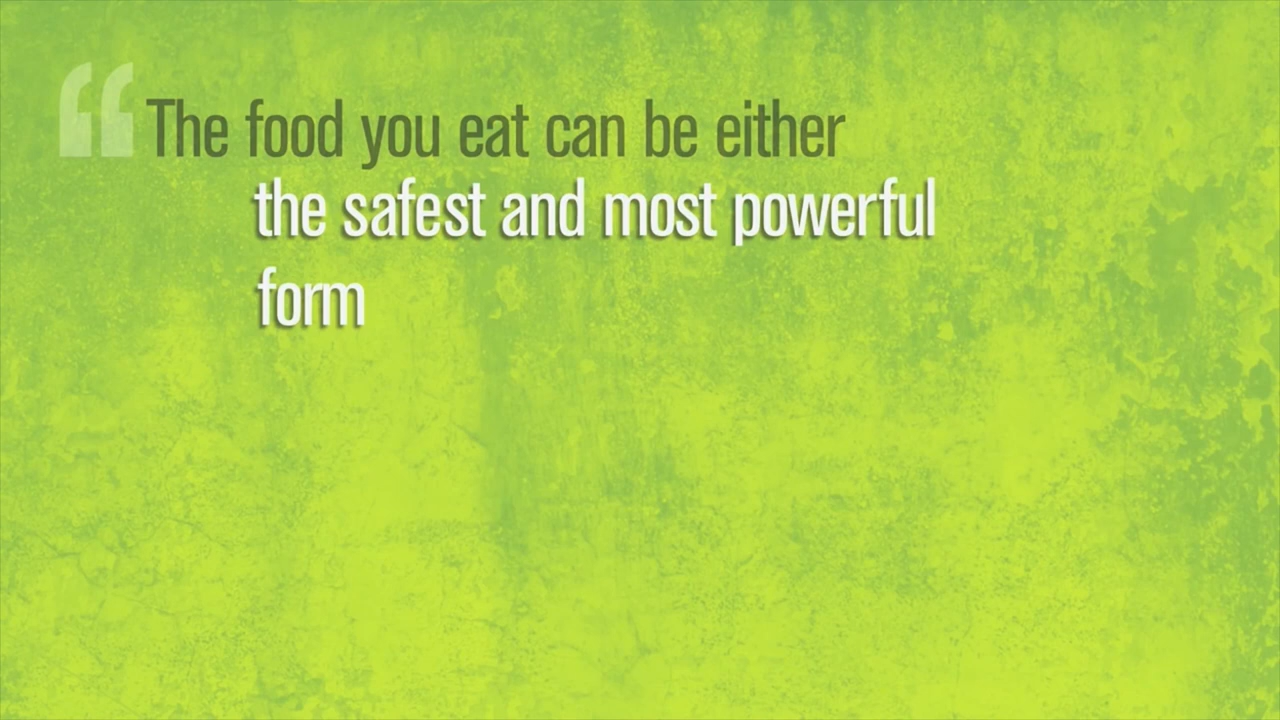 “The food you eat can be either
the safest and most powerful
form